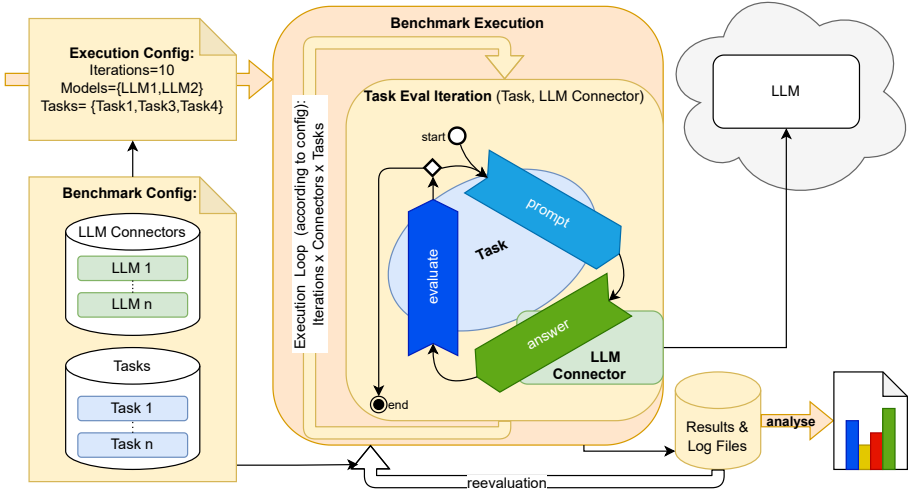 Execution Config:
Iterations=10
Models={LLM1,LLM2}
Tasks= {Task1,Task3,Task4}
Benchmark Config:
LLM Connectors
LLM 1
LLM n
Tasks
Task 1
Task n
Benchmark Execution
Execution Loop (according to config):
Iterations x Connectors x Tasks
Task Eval Iteration (Task, LLM Connector)
start
prompt
Task
evaluate
answer
LLM
Connector
end
LLM
Results &
Log Files
analyse
reevaluation